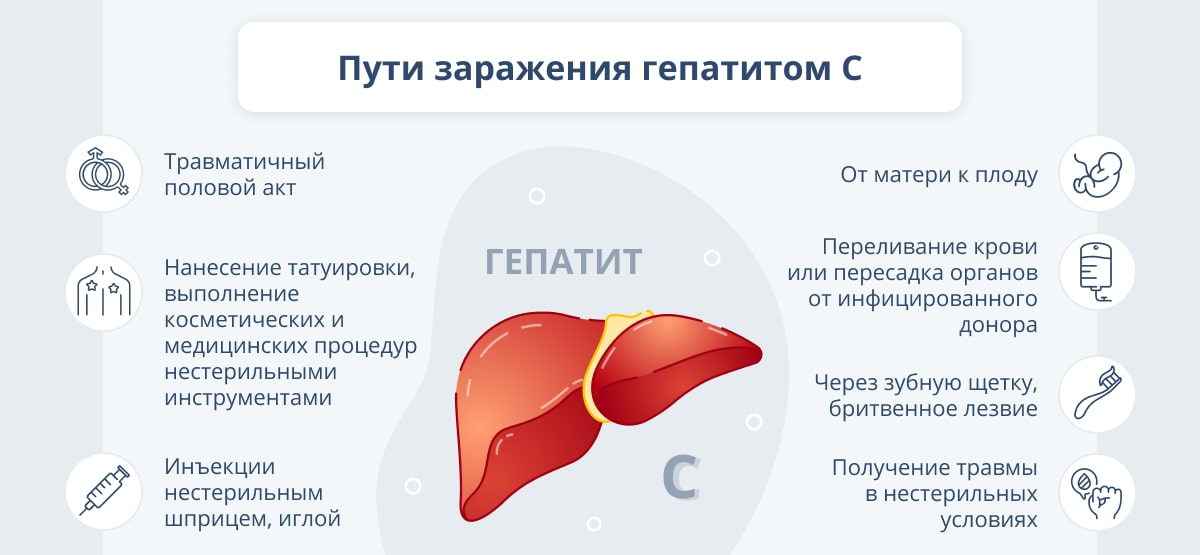 Пути заражения гепатитом С
Травматичный
половой акт
Нанесение татуировки,
выполнение
косметических и
медицинских процедур
нестерильными
инструментами
Инъекции
нестерильным
шприцем, иглой
ГЕПАТИТ
С
От матери к плоду
Переливание крови
или пересадка органов
от инфицированного
донора
Через зубную щетку,
бритвенное лезвие
Получение травмы
в нестерильных
условиях